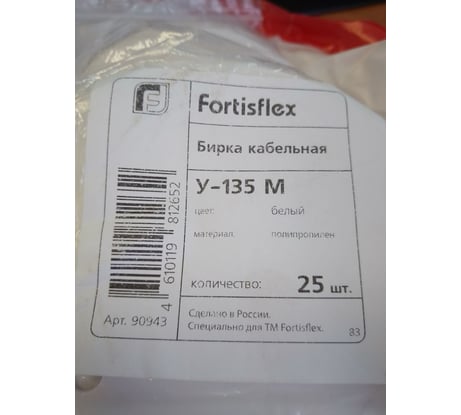 Fortisflex
Бирка кабельная
У-135 М
цвет: белый
материал: полипропилен
количество: 25 шт.
Сделано в России.
Специально для ТМ Fortisflex. 83
4 610119 812652
Арт. 90943